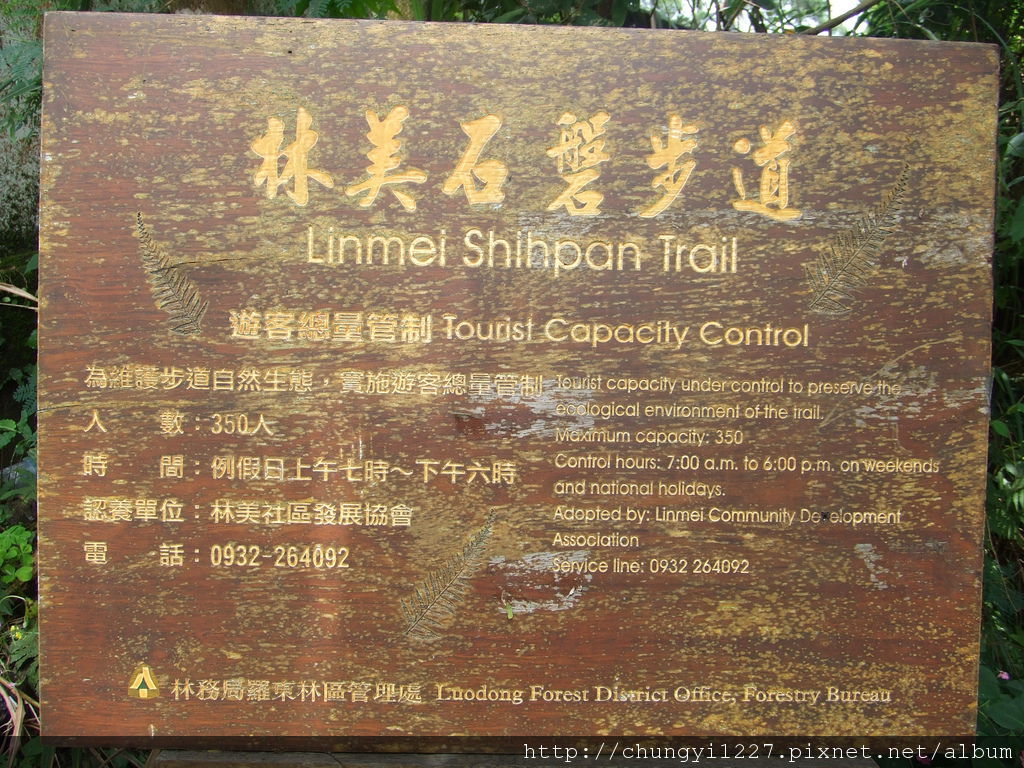 林美石磐步道
Linmei Shihpan Trail
遊客總量管制 Tourist Capacity Control
為維護步道自然生態，實施遊客總量管制
人 數：350人
時 間：例假日上午七時～下午六時
認養單位：林美社區發展協會
電 話：0932-264092
Tourist capacity under control to preserve the
ecological environment of the trail.
Maximum capacity: 350
Control hours: 7:00 a.m. to 6:00 p.m. on weekends
and national holidays.
Adopted by: Linmei Community Development
Association
Service line: 0932 264092
林務局羅東林區管理處 Luodong Forest District Office, Forestry Bureau
http://chungyi1227.pixnet.net/album